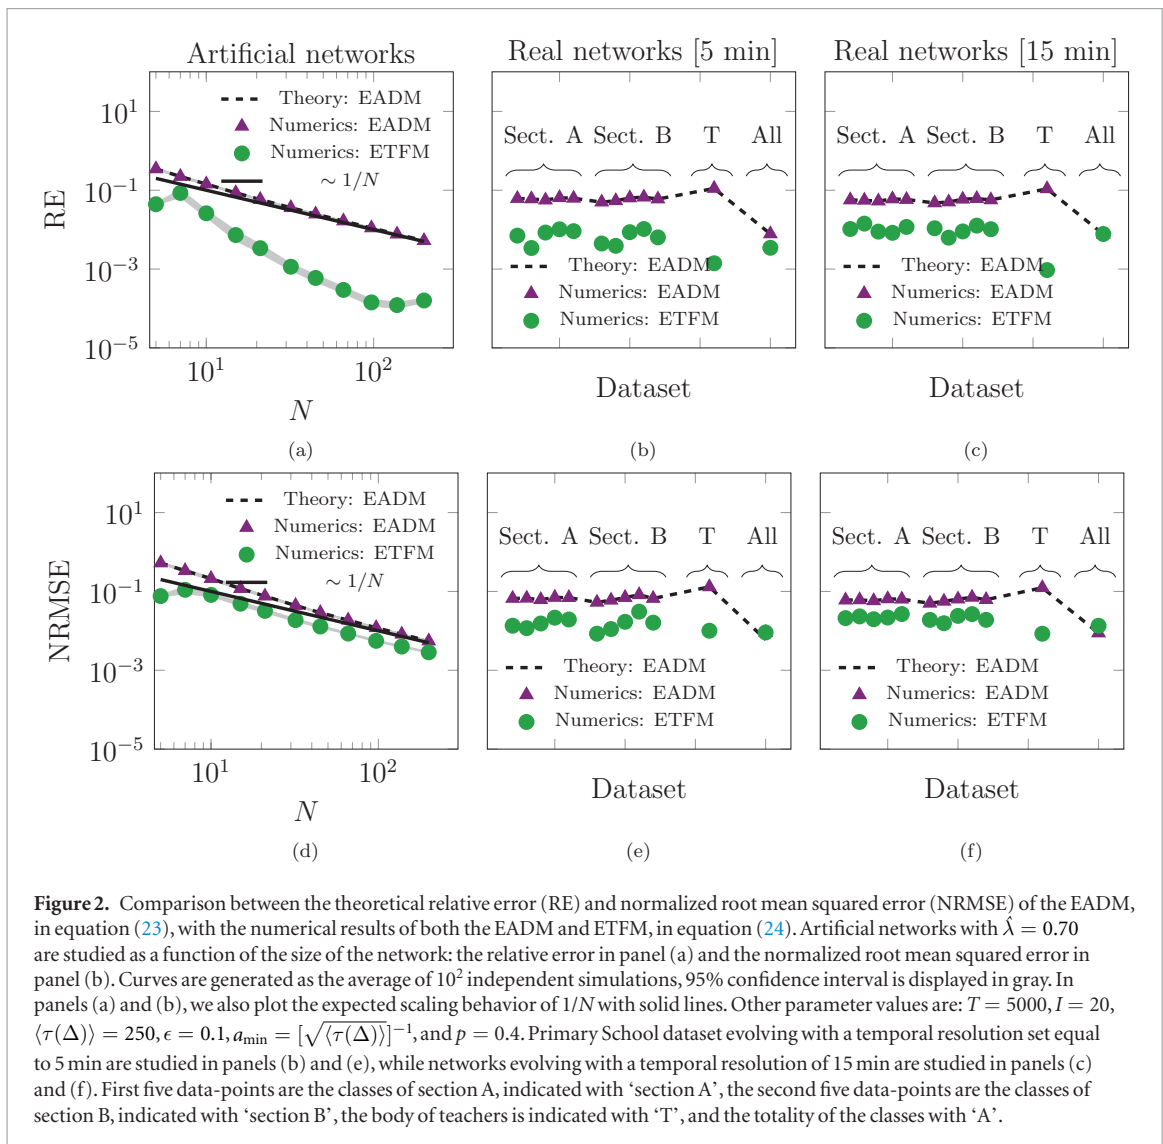 Artificial networks
Real networks [5 min]
Real networks [15 min]
RE
10^1
10^{-1}
10^{-3}
10^{-5}
Theory: EADM
Numerics: EADM
Numerics: ETFM
∼ 1/N
10^1
10^2
N
(a)
Sect. A Sect. B T All
Theory: EADM
Numerics: EADM
Numerics: ETFM
Dataset
(b)
Sect. A Sect. B T All
Theory: EADM
Numerics: EADM
Numerics: ETFM
Dataset
(c)
NRMSE
10^1
10^{-1}
10^{-3}
10^{-5}
Theory: EADM
Numerics: EADM
Numerics: ETFM
∼ 1/N
10^1
10^2
N
(d)
Sect. A Sect. B T All
Theory: EADM
Numerics: EADM
Numerics: ETFM
Dataset
(e)
Sect. A Sect. B T All
Theory: EADM
Numerics: EADM
Numerics: ETFM
Dataset
(f)
Figure 2. Comparison between the theoretical relative error (RE) and normalized root mean squared error (NRMSE) of the EADM,
in equation (23), with the numerical results of both the EADM and ETFM, in equation (24). Artificial networks with λ̂ = 0.70
are studied as a function of the size of the network: the relative error in panel (a) and the normalized root mean squared error in
panel (b). Curves are generated as the average of 10² independent simulations, 95% confidence interval is displayed in gray. In
panels (a) and (b), we also plot the expected scaling behavior of 1/N with solid lines. Other parameter values are: T = 5000, I = 20,
⟨τ(Δ)⟩ = 250, ϵ = 0.1, a_min = [√⟨τ(Δ)⟩]⁻¹, and p = 0.4. Primary School dataset evolving with a temporal resolution set equal
to 5 min are studied in panels (b) and (e), while networks evolving with a temporal resolution of 15 min are studied in panels (c)
and (f). First five data-points are the classes of section A, indicated with ‘section A’, the second five data-points are the classes of
section B, indicated with ‘section B’, the body of teachers is indicated with ‘T’, and the totality of the classes with ‘A’.